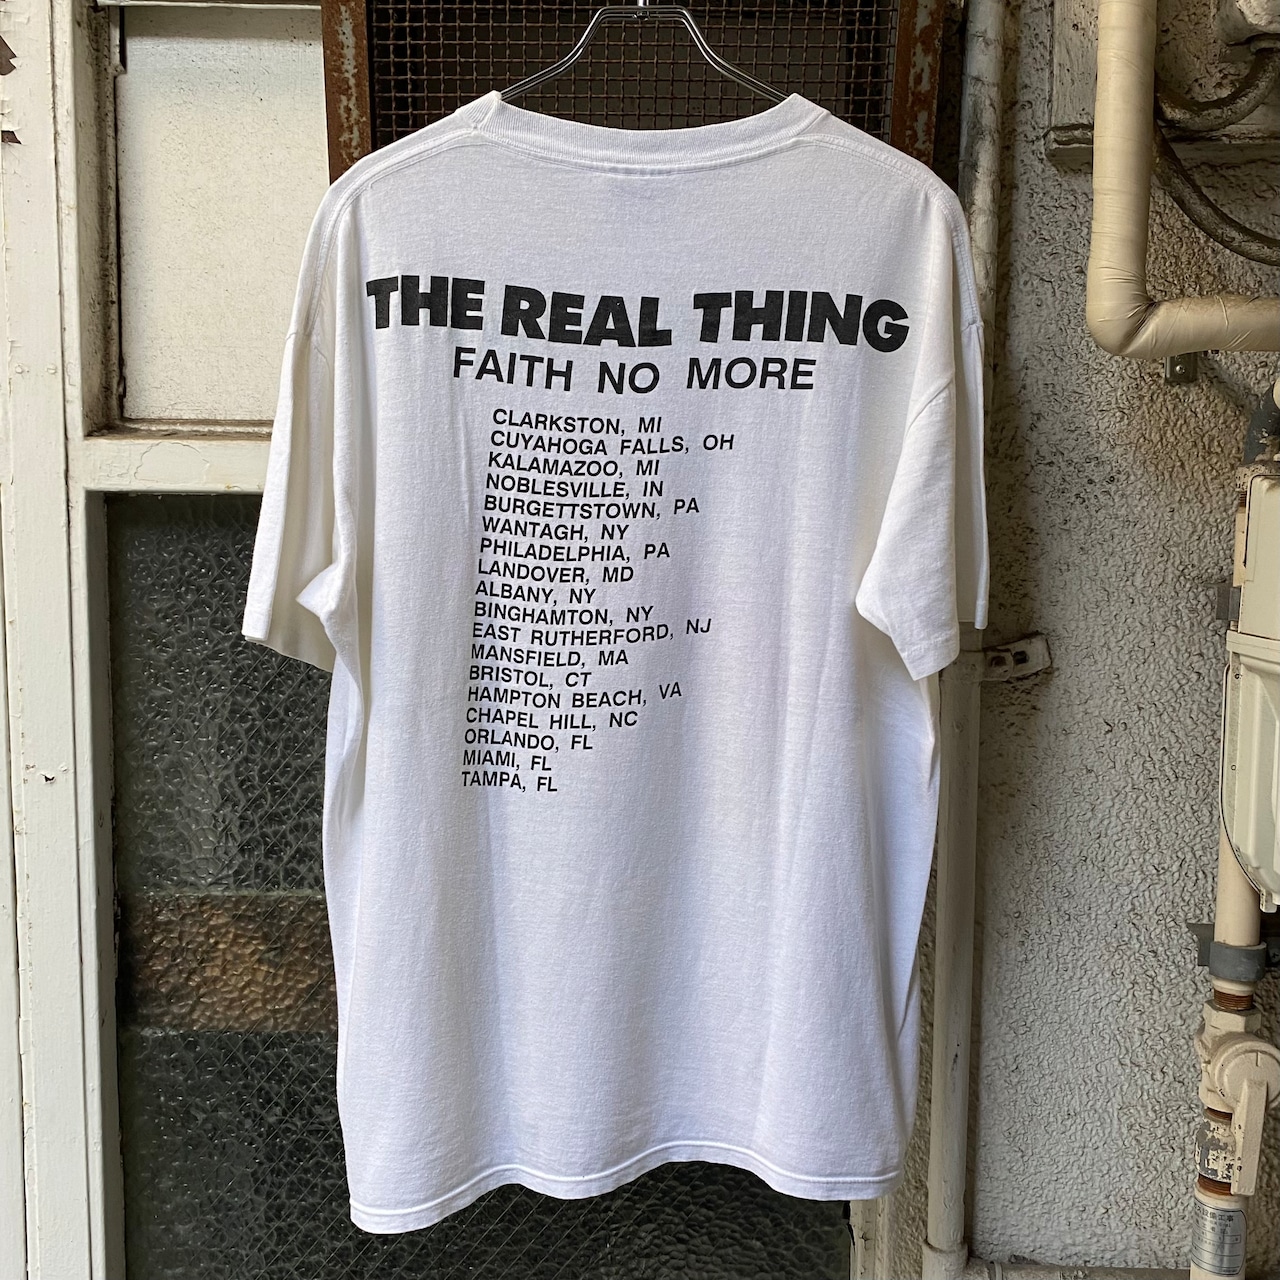 THE REAL THING
FAITH NO MORE
CLARKSTON, MI
CUYAHOGA FALLS, OH
KALAMAZOO, MI
NOBLESVILLE, IN
BURGETTSTOWN, PA
WANTAGH, NY
PHILADELPHIA, PA
LANDOVER, MD
ALBANY, NY
BINGHAMTON, NY
EAST RUTHERFORD, NJ
MANSFIELD, MA
BRISTOL, CT
HAMPTON BEACH, VA
CHAPEL HILL, NC
ORLANDO, FL
MIAMI, FL
TAMPA, FL